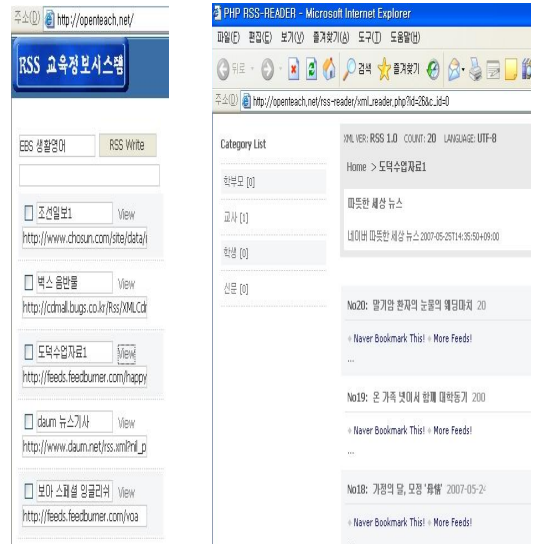 주소(D) http://openteach.net/
RSS 교육정보시스템
EBS 생활영어 RSS Write
조선일보1 View
http://www.chosun.com/site/data/
벅스 음반몰 View
http://cdmall.bugs.co.kr/Rss/XMLCd
도덕수업자료1 View
http://feeds.feedburner.com/happy
daum 뉴스기사 View
http://www.daum.net/rss.xml?nil_p
보아 스페셜 잉글리쉬 View
http://feeds.feedburner.com/voa
PHP RSS-READER - Microsoft Internet Explorer
파일(F) 편집(E) 보기(V) 즐겨찾기(A) 도구(T) 도움말(H)
뒤로 검색 즐겨찾기
주소(D) http://openteach.net/rss-reader/xml_reader.php?id=26&c_id=0
Category List
학부모 [0]
교사 [1]
학생 [0]
신문 [0]
XML VER: RSS 1.0 COUNT: 20 LANGUAGE: UTF-8
Home > 도덕수업자료1
따뜻한 세상 뉴스
네이버 따뜻한 세상 뉴스 2007-05-25T14:35:50+09:00
No20: 말기암 환자의 눈물의 웨딩마치 20
+ Naver Bookmark This! + More Feeds!
...
No19: 온 가족 넷이서 함께 대학동기 200
+ Naver Bookmark This! + More Feeds!
...
No18: 가정의 달, 모정 '母情' 2007-05-24
+ Naver Bookmark This! + More Feeds!